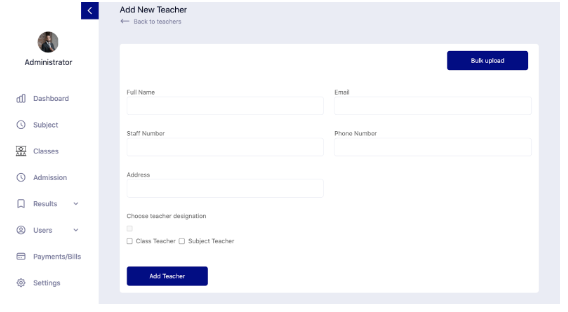 Add New Teacher
Back to teachers
Administrator
Bulk upload
Dashboard
Subject
Classes
Admission
Results
Users
Payments/Bills
Settings
Full Name
Email
Staff Number
Phone Number
Address
Choose teacher designation
Class Teacher
Subject Teacher
Add Teacher